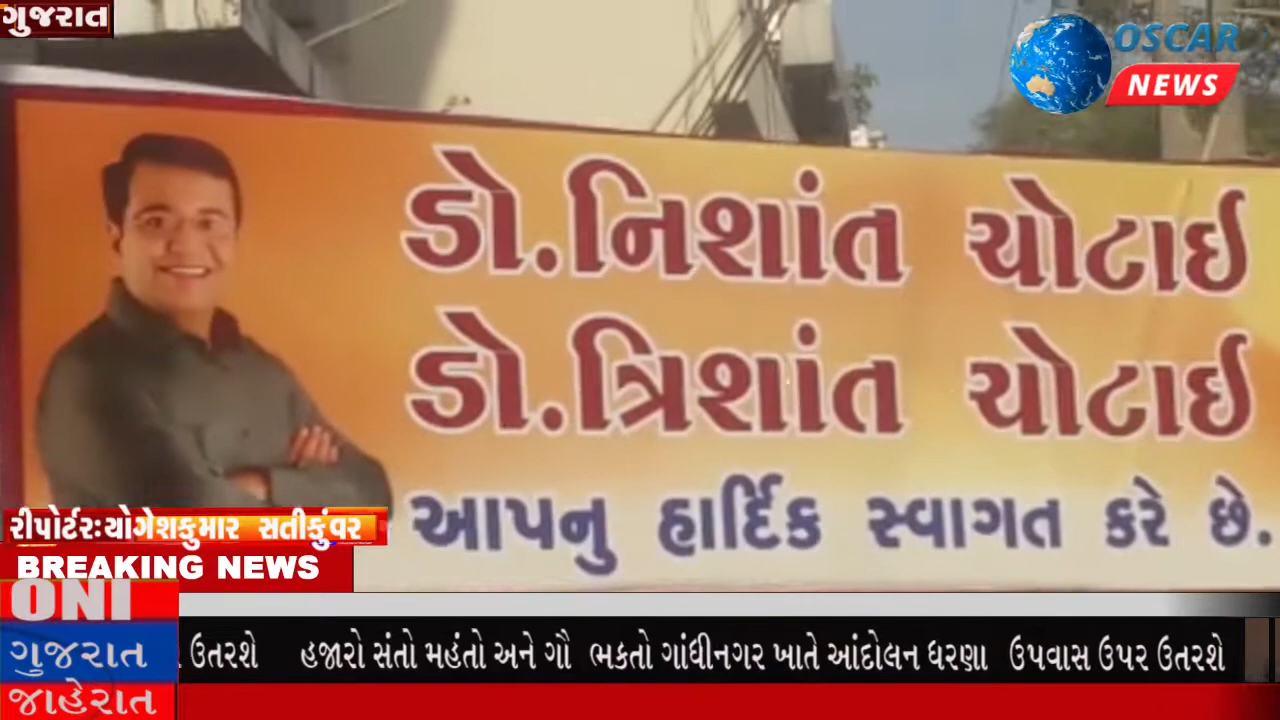 ગુજરાત
OSCAR
NEWS
ડો.નિશાંત ચોટાઈ
ડો.ત્રિશાંત ચોટાઈ
આપનુ હાર્દિક સ્વાગત કરે છે.
રીપોર્ટર:યોગેશકુમાર સતીકુંવર
BREAKING NEWS
ONI
ગુજરાત
જાહેરાત
ઉતરશે હજારો સંતો મહંતો અને ગૌ ભકતો ગાંધીનગર ખાતે આંદોલન ધરણા ઉપવાસ ઉપર ઉતરશે